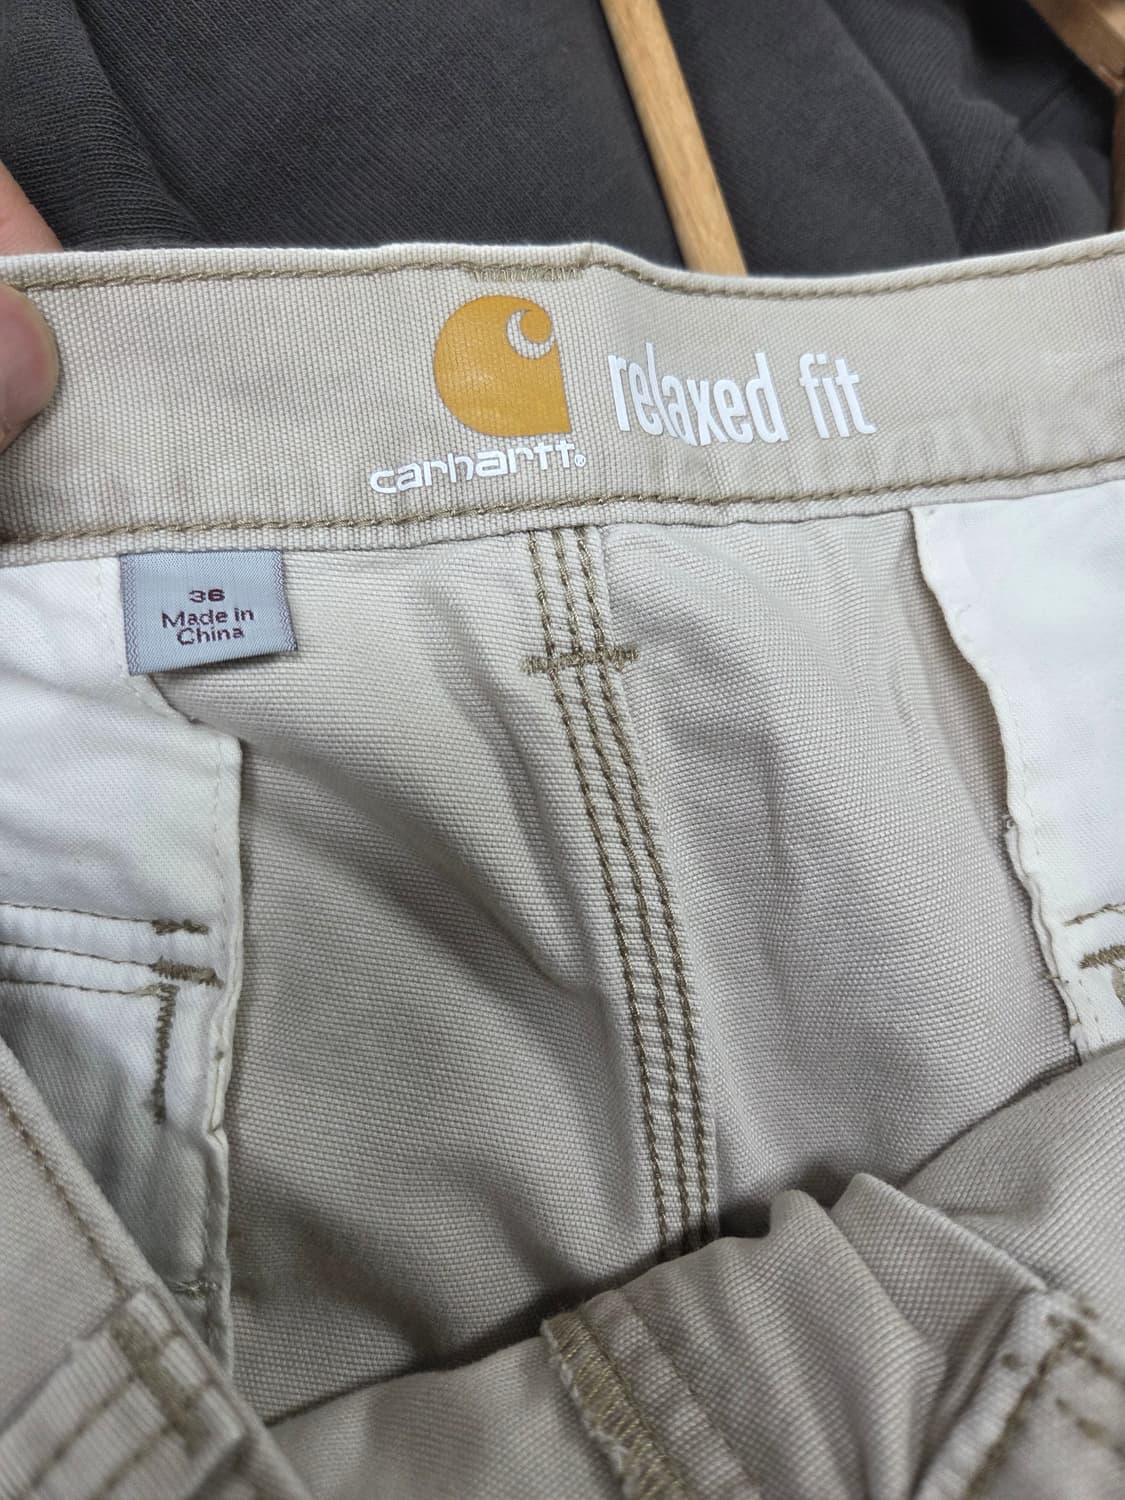 carhartt®
relaxed fit
36
Made in
China